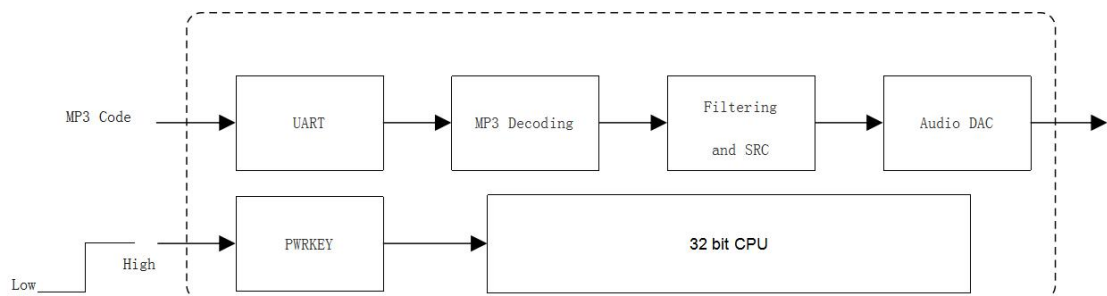 MP3 Code
UART
MP3 Decoding
Filtering
and SRC
Audio DAC
Low
High
PWRKEY
32 bit CPU